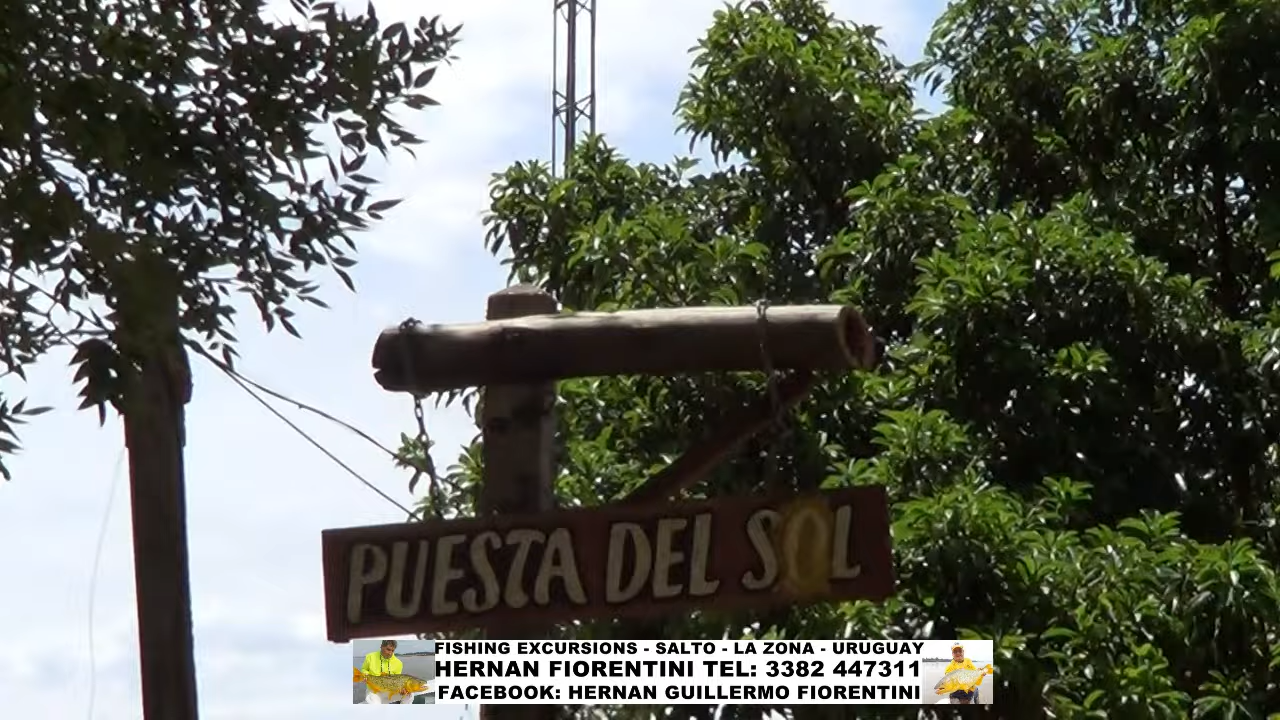 PUESTA DEL SOL
FISHING EXCURSIONS - SALTO - LA ZONA - URUGUAY
HERNAN FIORENTINI TEL: 3382 447311
FACEBOOK: HERNAN GUILLERMO FIORENTINI